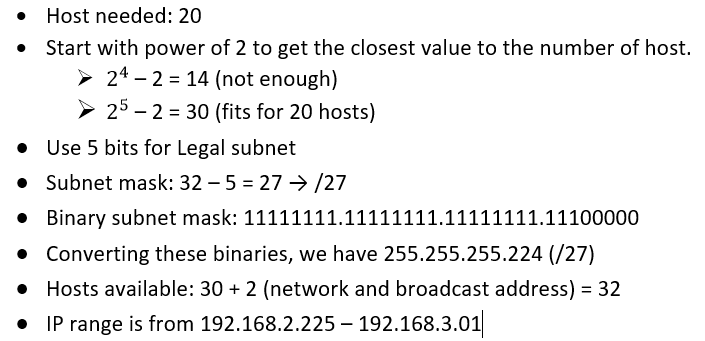 ● Host needed: 20
● Start with power of 2 to get the closest value to the number of host.
➢ 2⁴ – 2 = 14 (not enough)
➢ 2⁵ – 2 = 30 (fits for 20 hosts)
● Use 5 bits for Legal subnet
● Subnet mask: 32 – 5 = 27 → /27
● Binary subnet mask: 11111111.11111111.11111111.11100000
● Converting these binaries, we have 255.255.255.224 (/27)
● Hosts available: 30 + 2 (network and broadcast address) = 32
● IP range is from 192.168.2.225 – 192.168.3.01